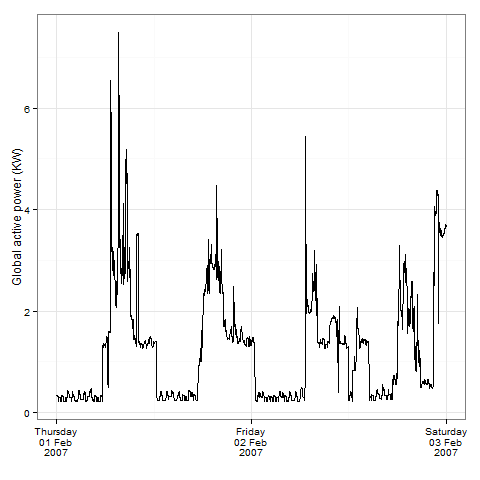 Global active power (KW)
6
4
2
0
Thursday
01 Feb
2007
Friday
02 Feb
2007
Saturday
03 Feb
2007